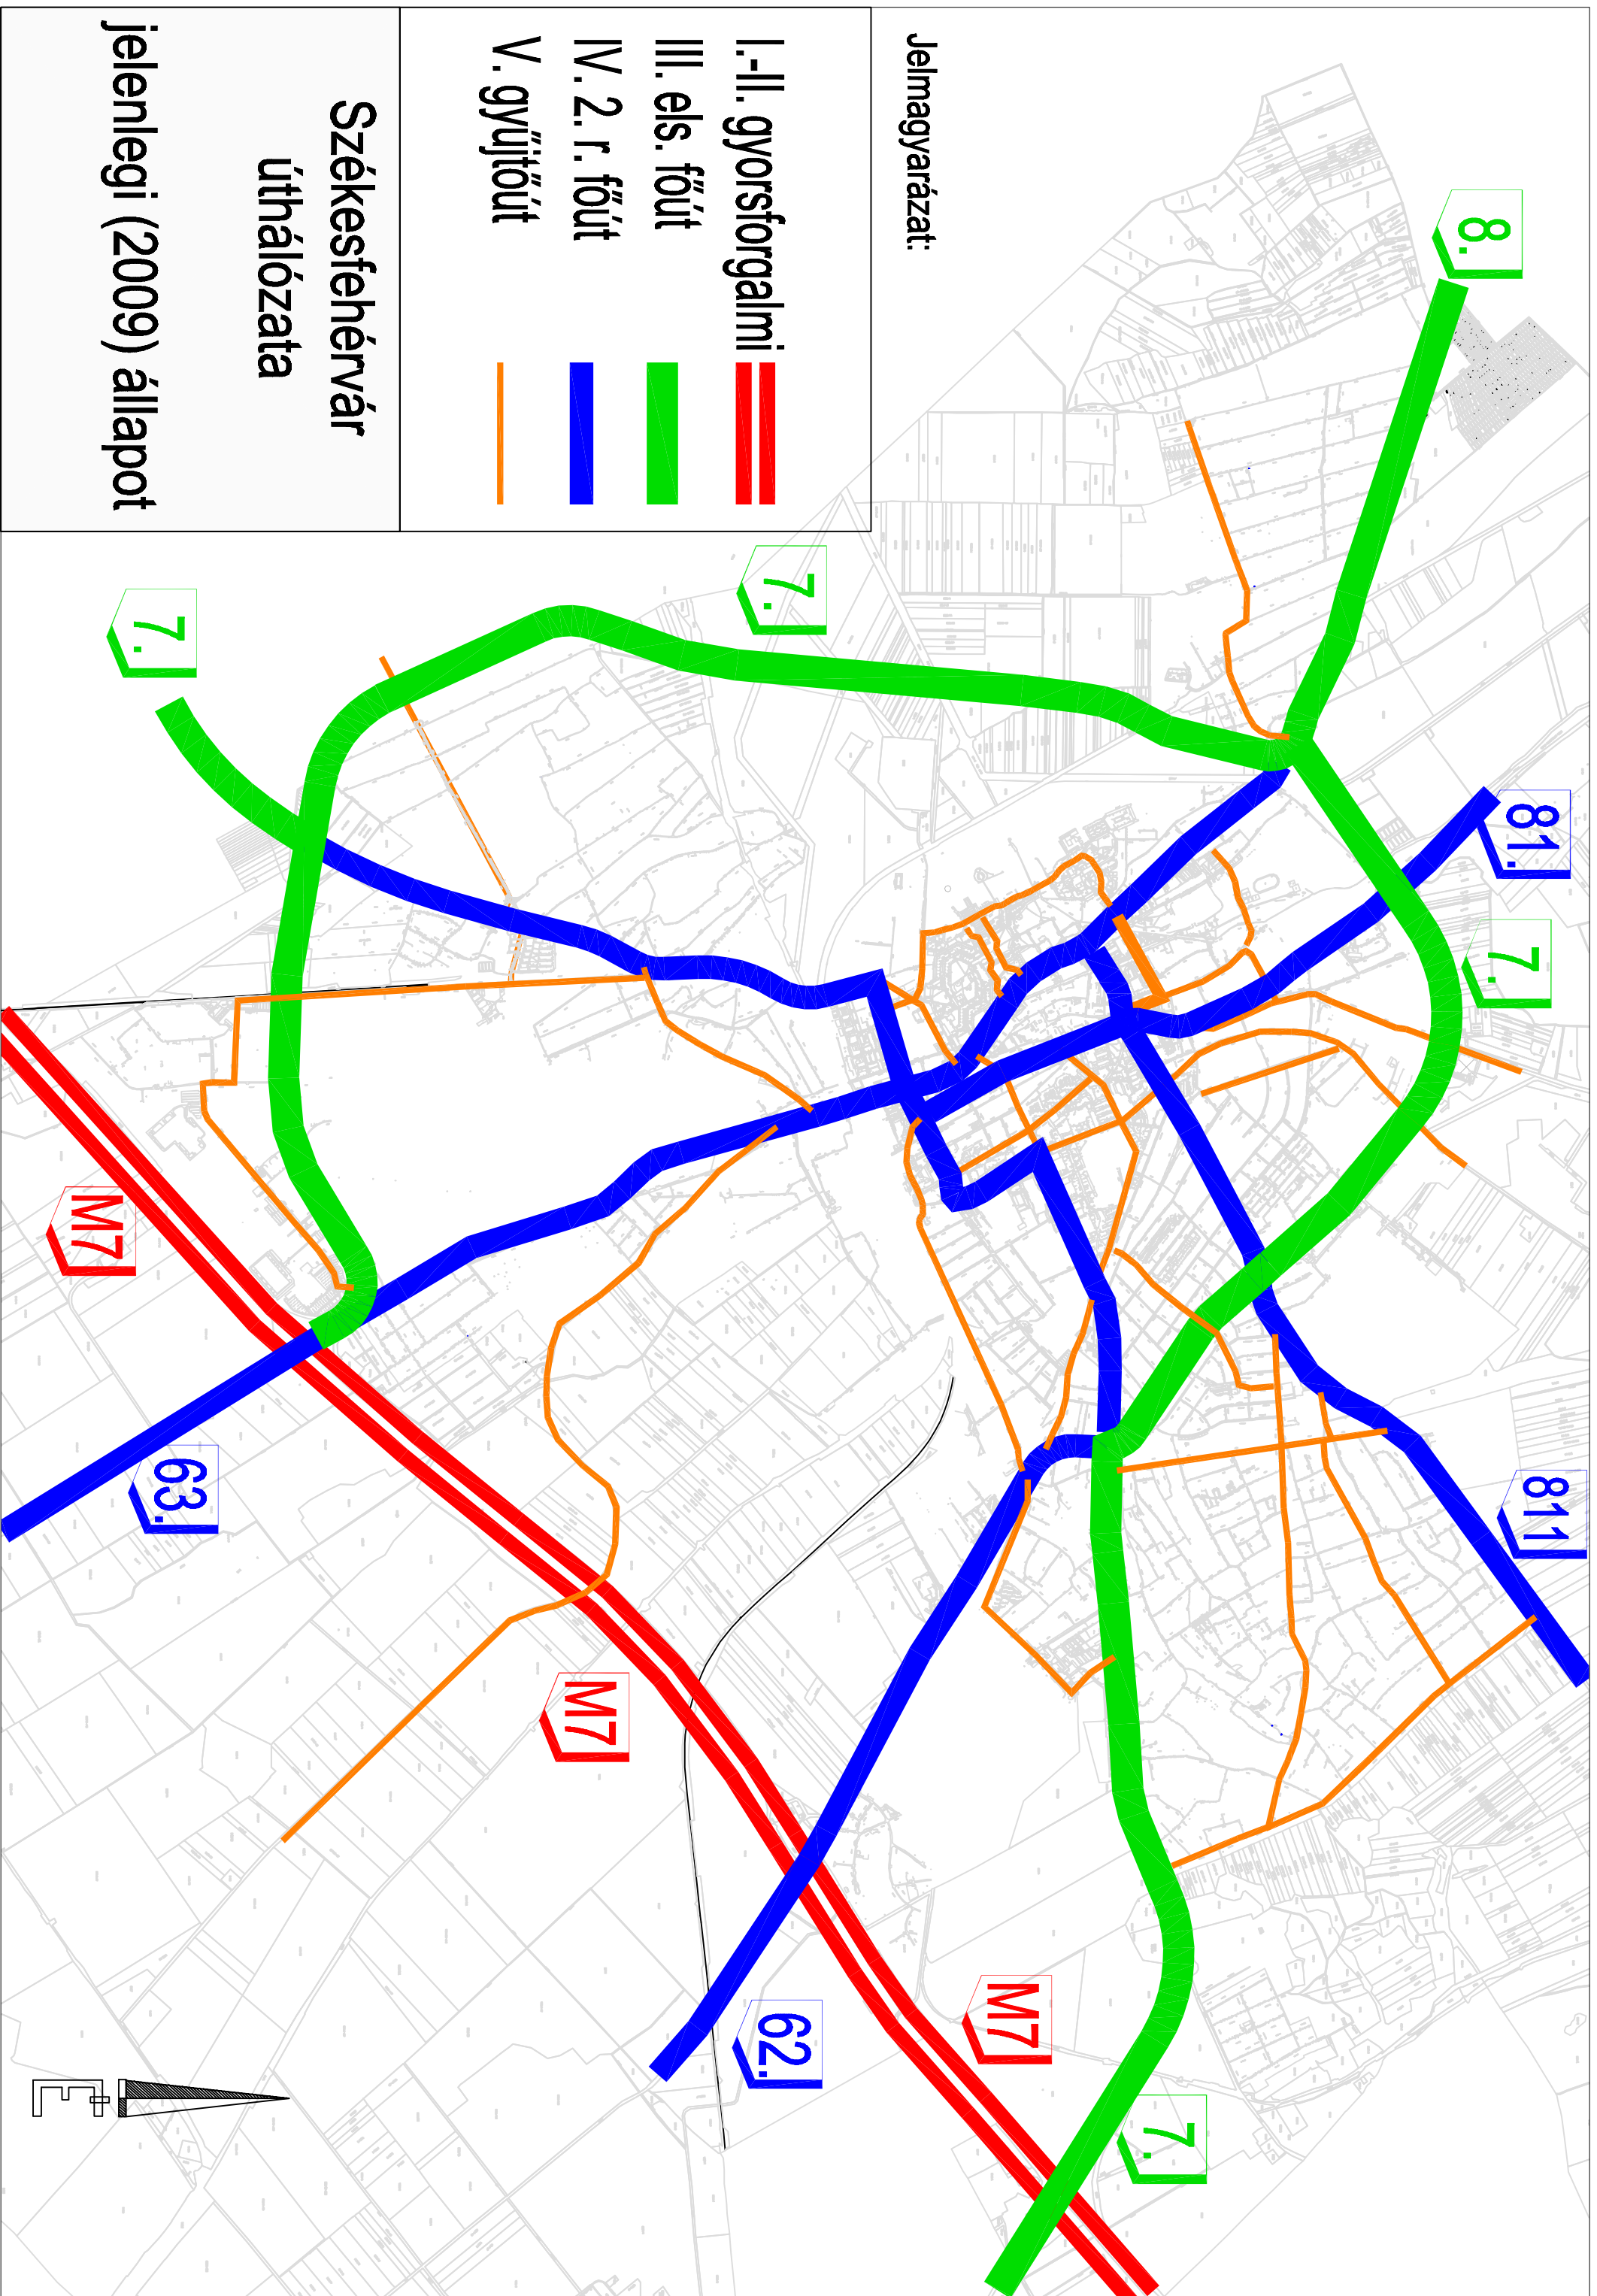 Jelmagyarázat:
I.-II. gyorsforgalmi
III. els. főút
IV. 2. r. főút
V. gyűjtőút
Székesfehérvár
úthálózata
jelenlegi (2009) állapot
8.
81.
7.
811
7.
7.
7.
M7
63.
M7
62.
M7
7.
É